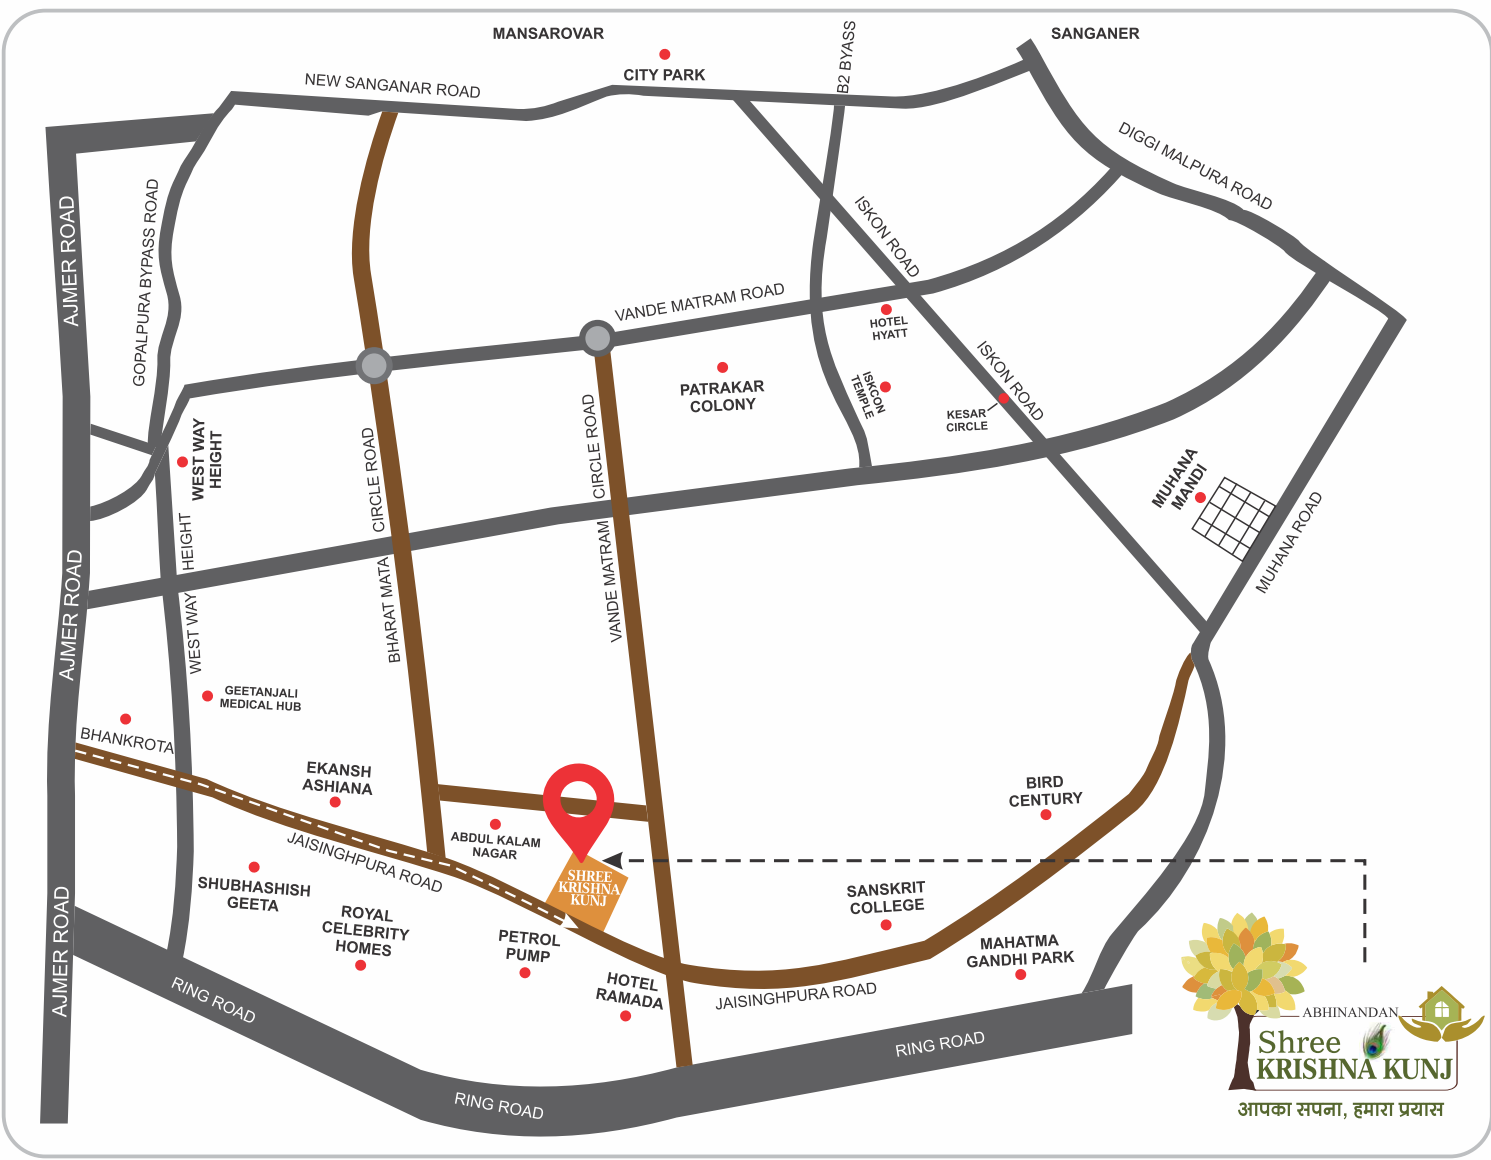 MANSAROVAR
SANGANER
CITY PARK
B2 BYASS
NEW SANGANAR ROAD
DIGGI MALPURA ROAD
AJMER ROAD
GOPALPURA BYPASS ROAD
ISKON ROAD
VANDE MATRAM ROAD
HOTEL
HYATT
ISKON ROAD
PATRAKAR
COLONY
ISKCON
TEMPLE
KESAR
CIRCLE
WEST WAY
HEIGHT
CIRCLE ROAD
CIRCLE ROAD
MUHANA
MANDI
MUHANA ROAD
WEST WAY HEIGHT
BHARAT MATA
VANDE MATRAM
AJMER ROAD
GEETANJALI
MEDICAL HUB
BHANKROTA
EKANSH
ASHIANA
BIRD
CENTURY
ABDUL KALAM
NAGAR
JAISINGHPURA ROAD
SHREE
KRISHNA
KUNJ
SHUBHASHISH
GEETA
ROYAL
CELEBRITY
HOMES
SANSKRIT
COLLEGE
PETROL
PUMP
MAHATMA
GANDHI PARK
HOTEL
RAMADA
JAISINGHPURA ROAD
AJMER ROAD
RING ROAD
RING ROAD
RING ROAD
ABHINANDAN
Shree
KRISHNA KUNJ
आपका सपना, हमारा प्रयास